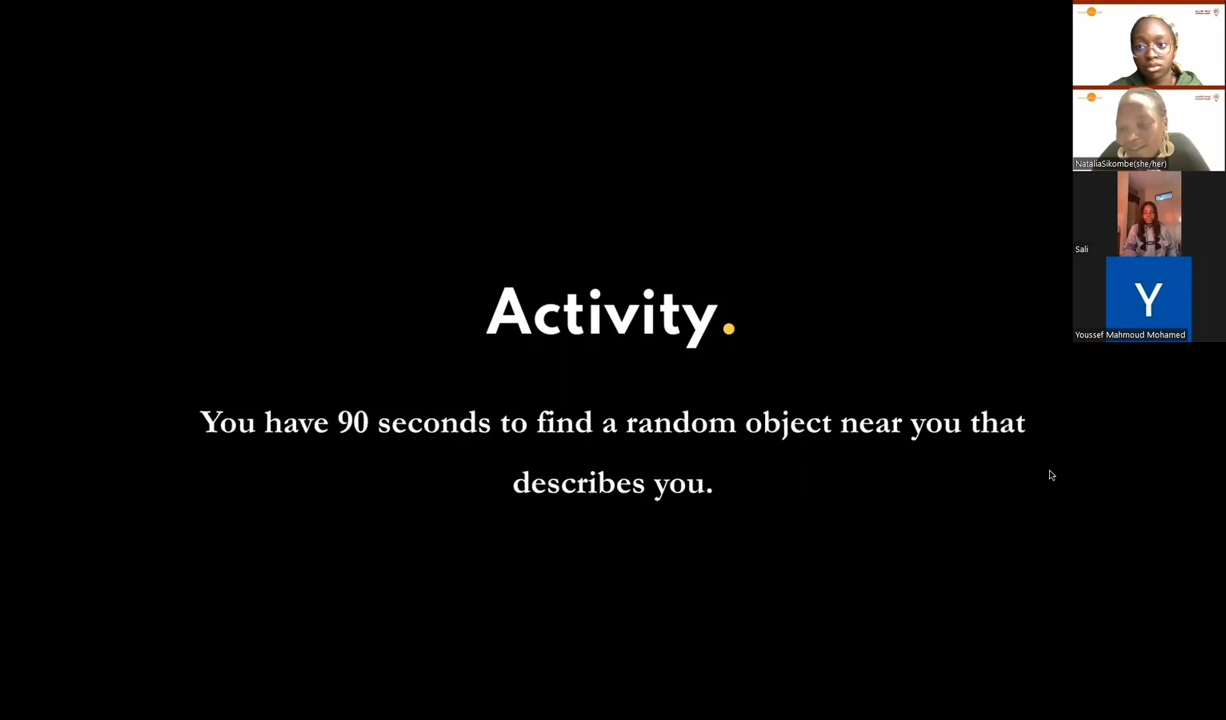 Activity.
You have 90 seconds to find a random object near you that
describes you.
NataliaSikombe(she/her)
Sali
Y
Youssef Mahmoud Mohamed